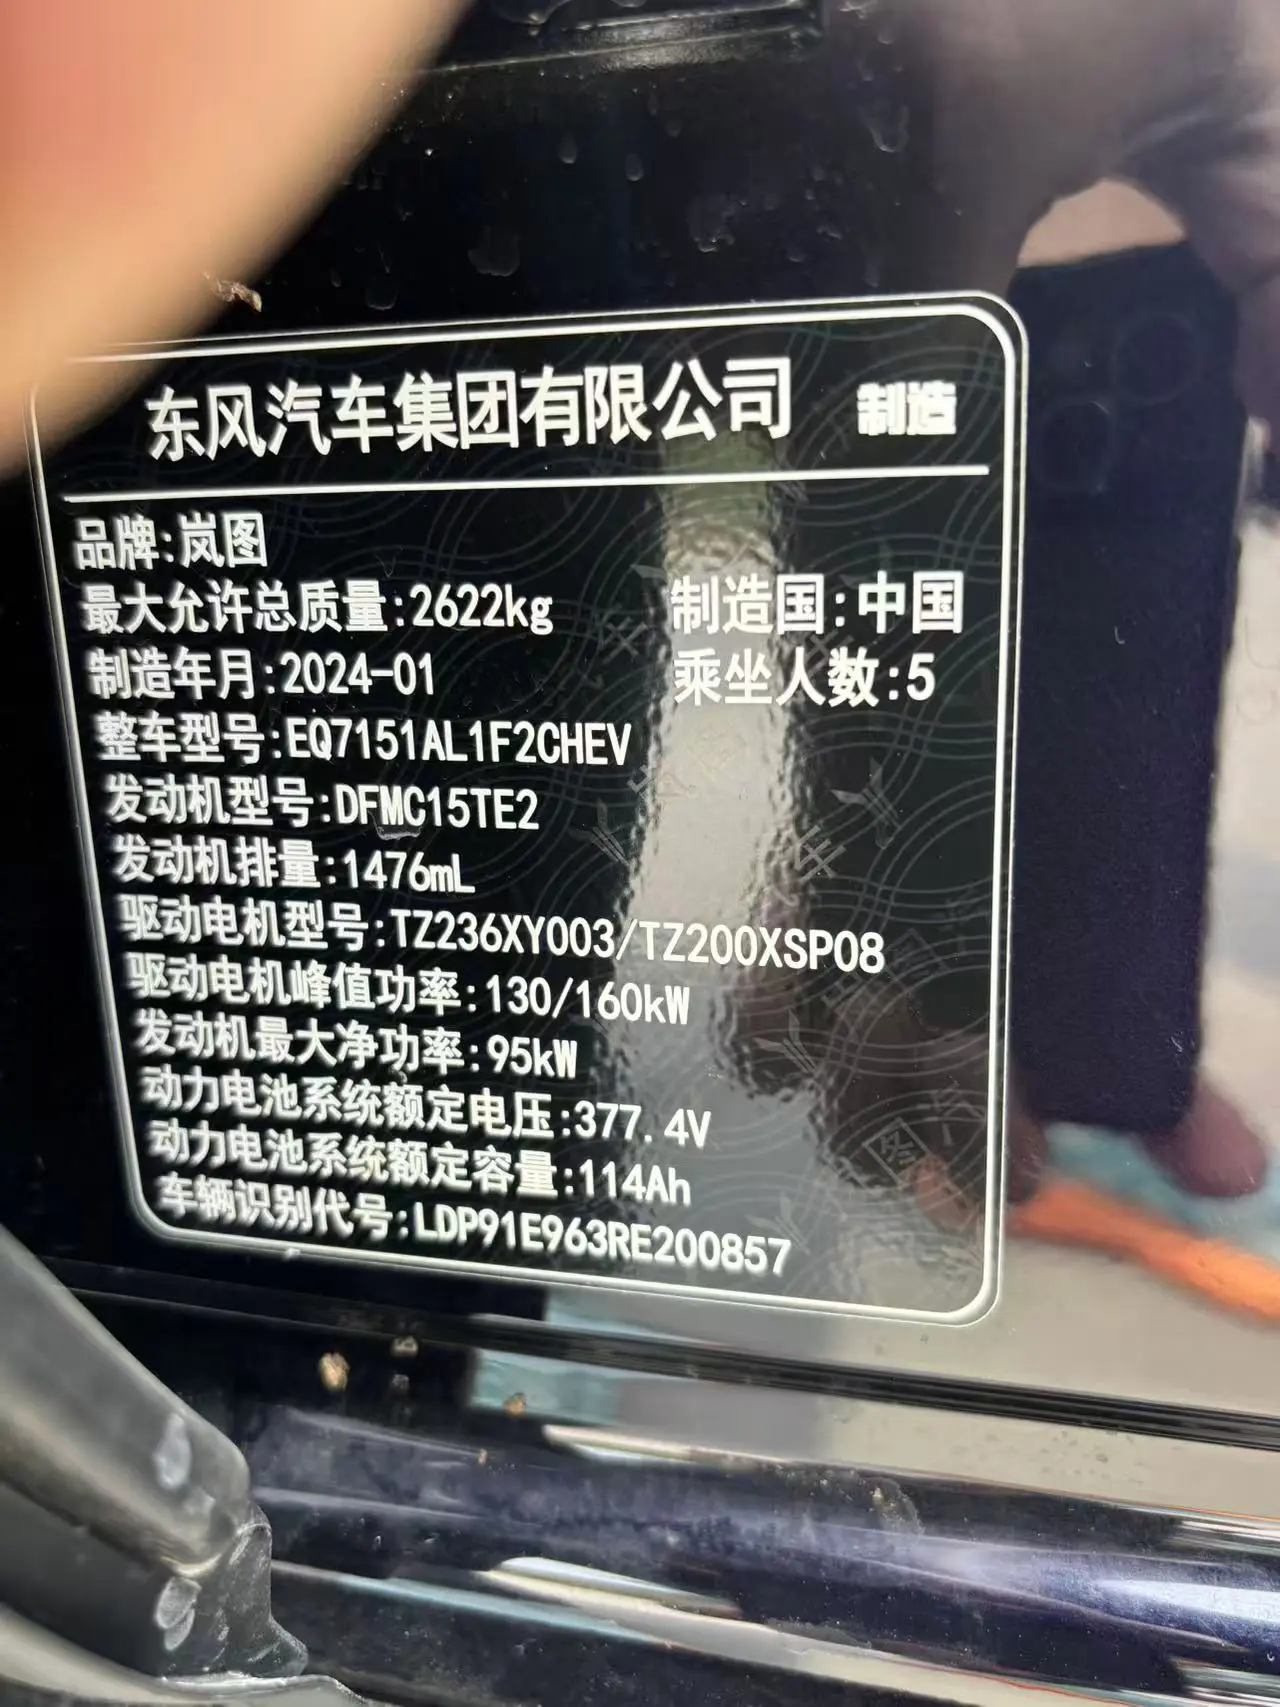 东风汽车集团有限公司 制造
品牌:岚图
最大允许总质量:2622kg 制造国:中国
制造年月:2024-01 乘坐人数:5
整车型号:EQ7151AL1F2CHEV
发动机型号:DFMC15TE2
发动机排量:1476mL
驱动电机型号:TZ236XY003/TZ200XSP08
驱动电机峰值功率:130/160kW
发动机最大净功率:95kW
动力电池系统额定电压:377.4V
动力电池系统额定容量:114Ah
车辆识别代号:LDP91E963RE200857